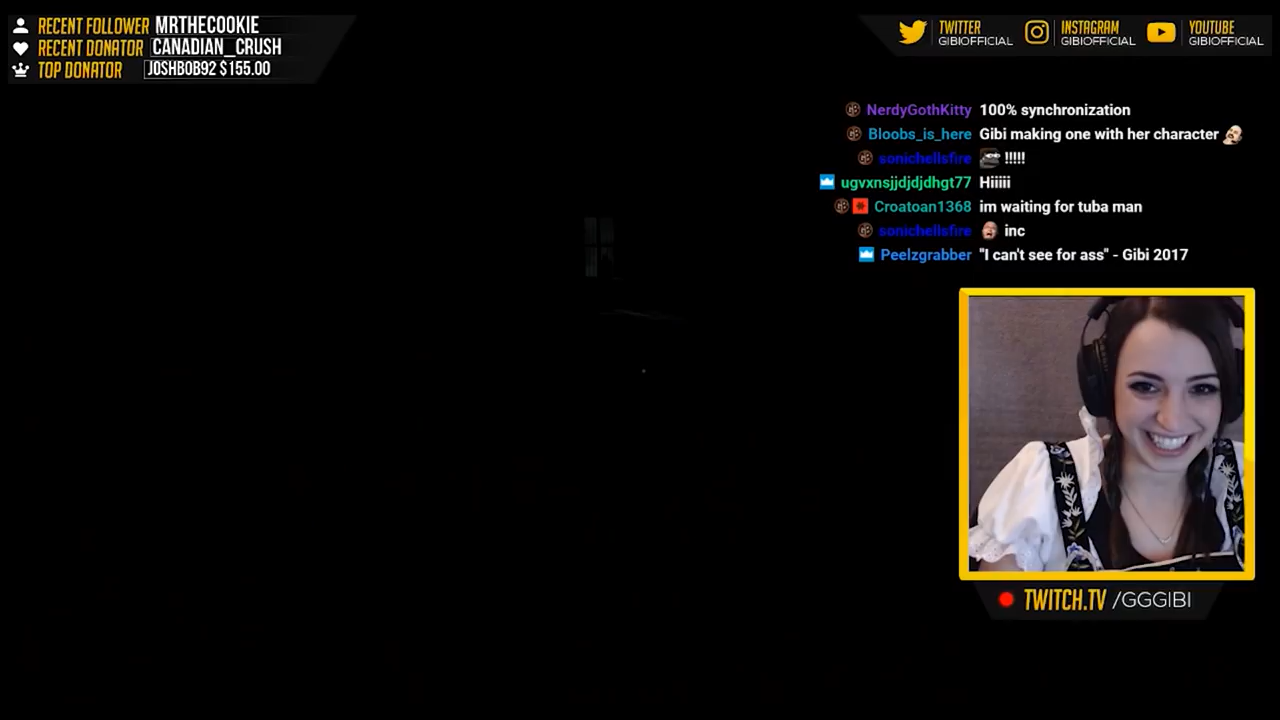 RECENT FOLLOWER MRTHECOOKIE
RECENT DONATOR CANADIAN_CRUSH
TOP DONATOR JOSHBOB92 $155.00
TWITTER
GIBIOFFICIAL
INSTAGRAM
GIBIOFFICIAL
YOUTUBE
GIBIOFFICIAL
NerdyGothKitty 100% synchronization
Bloobs_is_here Gibi making one with her character
sonichellsfire !!!!!
ugvxnsjjdjdjdhgt77 Hiiiii
Croatoan1368 im waiting for tuba man
sonichellsfire inc
Peelzgrabber "I can't see for ass" - Gibi 2017
TWITCH.TV /GGGIBI